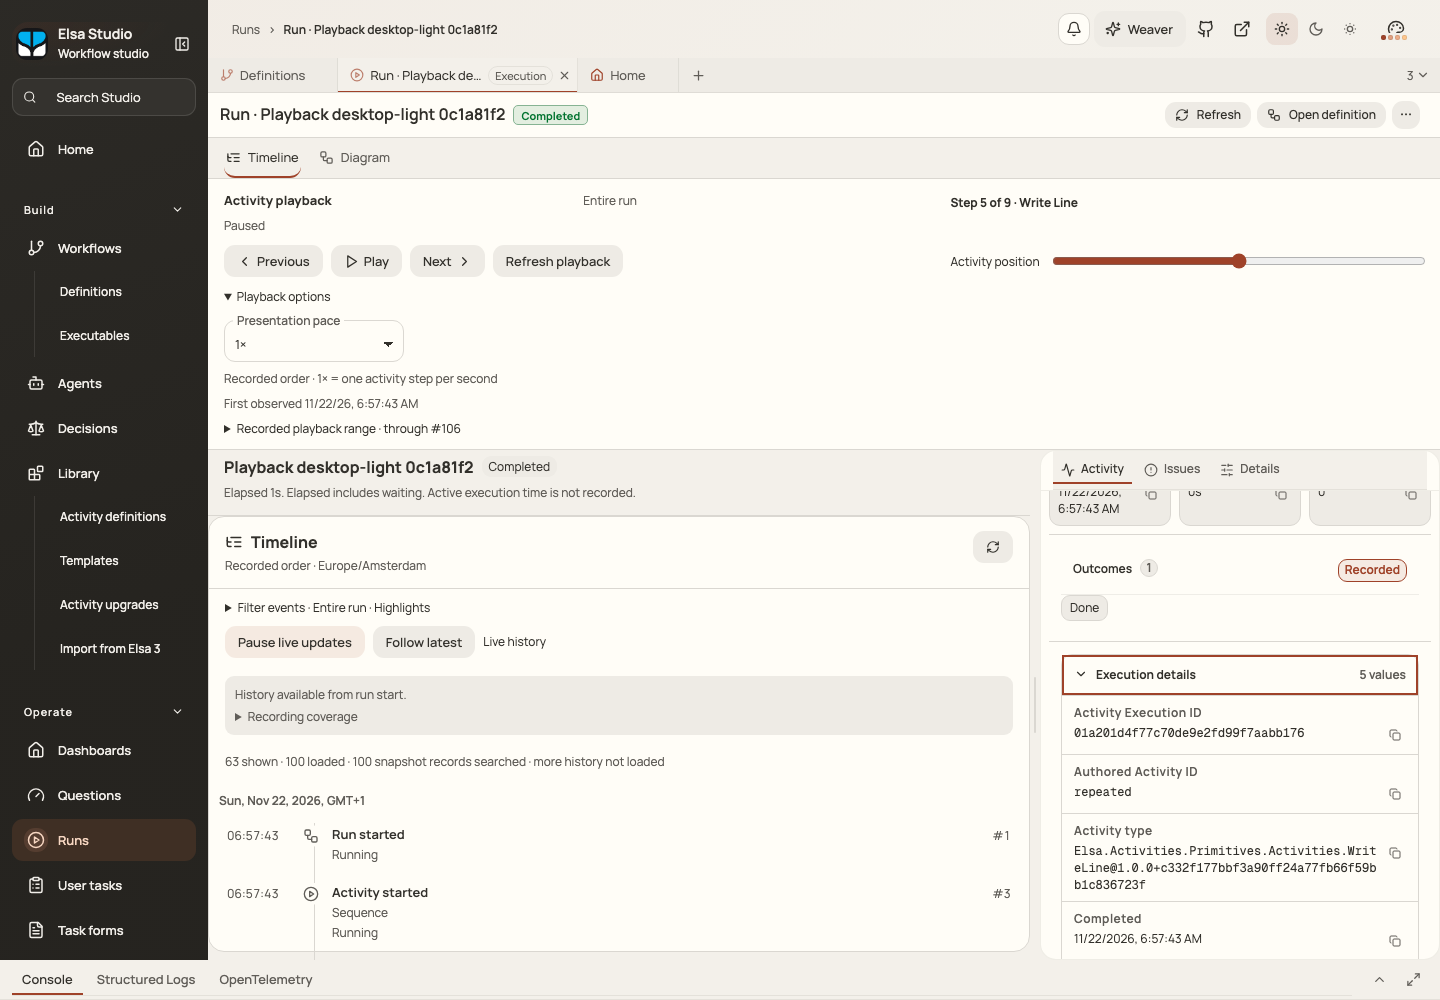 Elsa Studio
Workflow studio
Search Studio
Home
Build
Workflows
Definitions
Executables
Agents
Decisions
Library
Activity definitions
Templates
Activity upgrades
Import from Elsa 3
Operate
Dashboards
Questions
Runs
User tasks
Task forms
Runs › Run · Playback desktop-light 0c1a81f2
Weaver
Definitions
Run · Playback de... Execution
Home
3
Run · Playback desktop-light 0c1a81f2 Completed
Refresh
Open definition
Timeline
Diagram
Activity playback
Entire run
Step 5 of 9 · Write Line
Paused
Previous
Play
Next
Refresh playback
Activity position
Playback options
Presentation pace
1×
Recorded order · 1× = one activity step per second
First observed 11/22/26, 6:57:43 AM
Recorded playback range · through #106
Playback desktop-light 0c1a81f2 Completed
Elapsed 1s. Elapsed includes waiting. Active execution time is not recorded.
Timeline
Recorded order · Europe/Amsterdam
Filter events · Entire run · Highlights
Pause live updates
Follow latest
Live history
History available from run start.
Recording coverage
63 shown · 100 loaded · 100 snapshot records searched · more history not loaded
Sun, Nov 22, 2026, GMT+1
06:57:43 Run started #1
Running
06:57:43 Activity started #3
Sequence
Running
Activity
Issues
Details
11/22/2026, 0s 0
6:57:43 AM
Outcomes 1 Recorded
Done
Execution details 5 values
Activity Execution ID
01a201d4f77c70de9e2fd99f7aabb176
Authored Activity ID
repeated
Activity type
Elsa.Activities.Primitives.Activities.Writ
eLine@1.0.0+c332f177bbf3a90ff24a77fb66f59b
b1c836723f
Completed
11/22/2026, 6:57:43 AM
Console
Structured Logs
OpenTelemetry